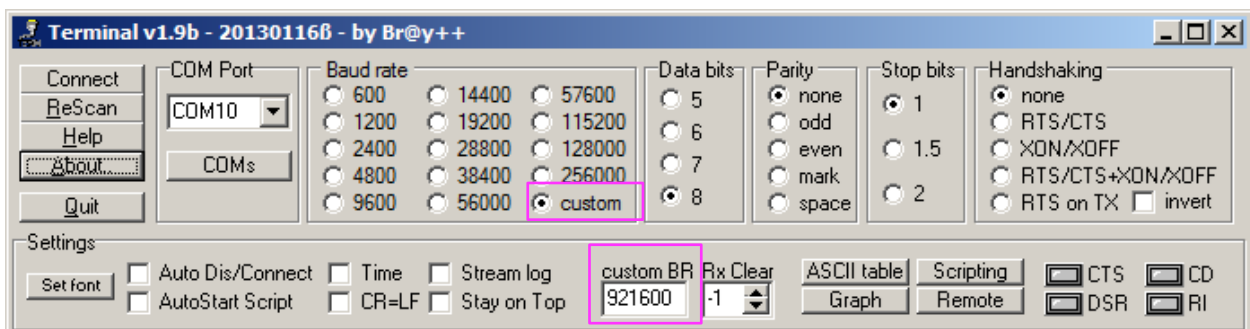 Terminal v1.9b - 20130116ß - by Br@y++
Connect
ReScan
Help
About...
Quit
COM Port
COM10
COMs
Baud rate
600 14400 57600
1200 19200 115200
2400 28800 128000
4800 38400 256000
9600 56000 custom
Data bits
5
6
7
8
Parity
none
odd
even
mark
space
Stop bits
1
1.5
2
Handshaking
none
RTS/CTS
XON/XOFF
RTS/CTS+XON/XOFF
RTS on TX invert
Settings
Set font
Auto Dis/Connect Time Stream log
AutoStart Script CR=LF Stay on Top
custom BR Rx Clear
921600 -1
ASCII table Scripting
Graph Remote
CTS CD
DSR RI